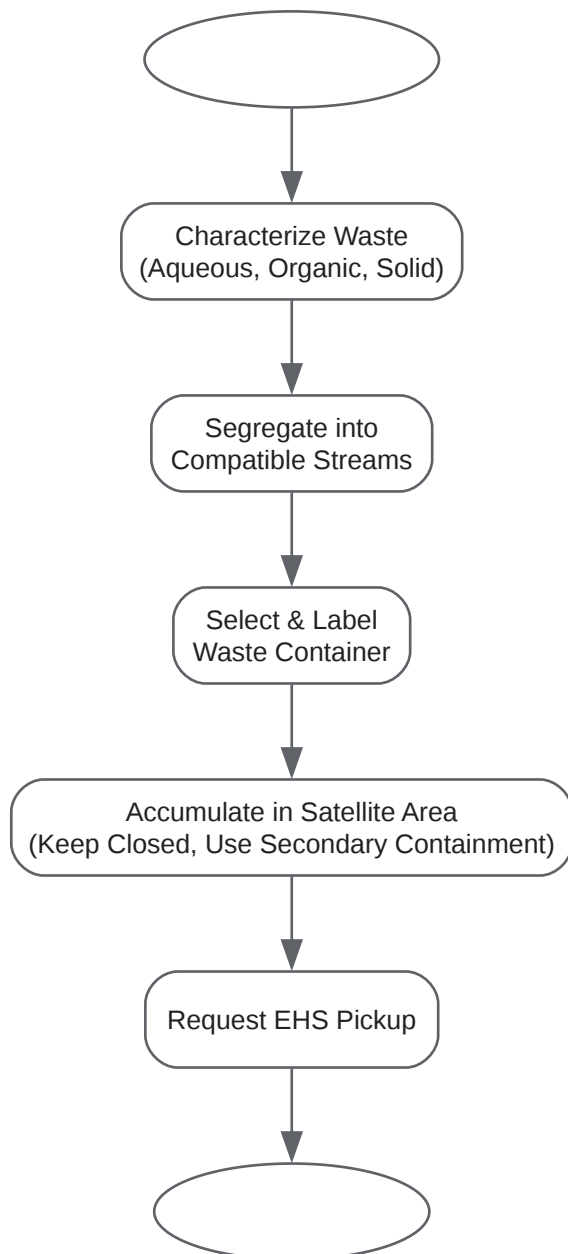 Characterize Waste
(Aqueous, Organic, Solid)
Segregate into
Compatible Streams
Select & Label
Waste Container
Accumulate in Satellite Area
(Keep Closed, Use Secondary Containment)
Request EHS Pickup